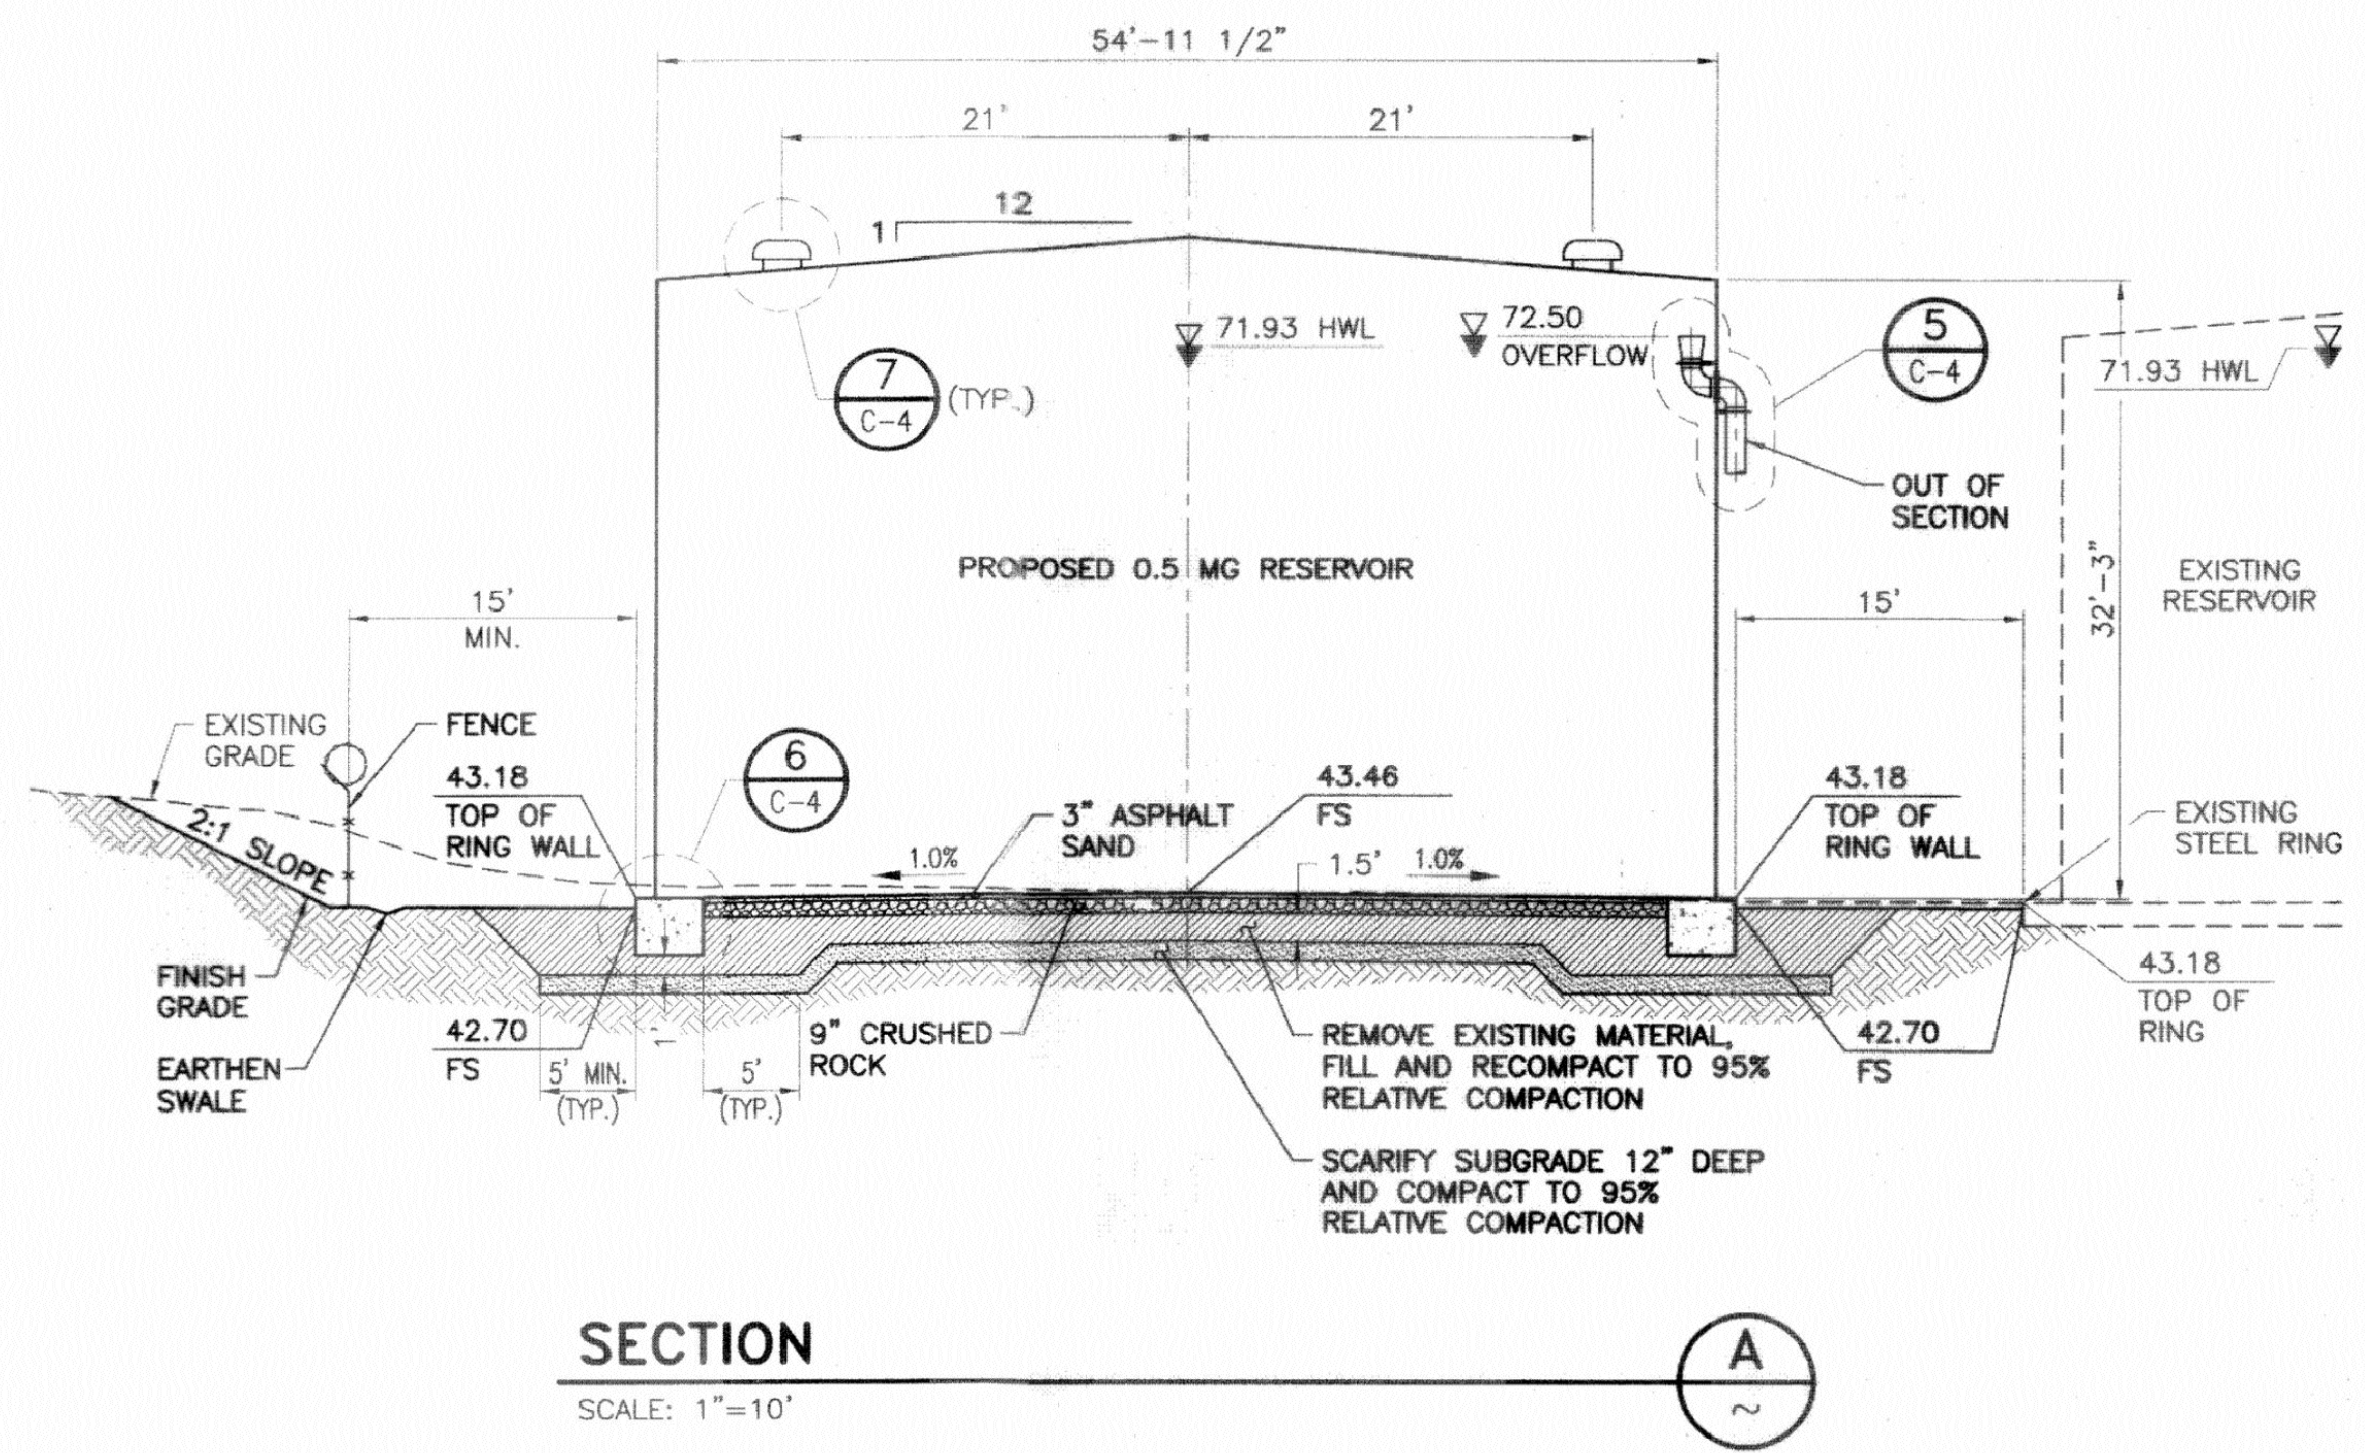 54'-11 1/2"
21'
21'
12
1
71.93 HWL
72.50
OVERFLOW
5
C-4
71.93 HWL
7
C-4
(TYP.)
OUT OF
SECTION
PROPOSED 0.5 MG RESERVOIR
EXISTING
RESERVOIR
32'-3"
15'
MIN.
15'
EXISTING
GRADE
FENCE
2:1 SLOPE
43.18
TOP OF
RING WALL
6
C-4
3" ASPHALT
SAND
43.46
FS
43.18
TOP OF
RING WALL
EXISTING
STEEL RING
1.0%
1.5'
1.0%
FINISH
GRADE
EARTHEN
SWALE
42.70
FS
1'
5' MIN.
(TYP.)
5'
(TYP.)
9" CRUSHED
ROCK
REMOVE EXISTING MATERIAL,
FILL AND RECOMPACT TO 95%
RELATIVE COMPACTION
42.70
FS
43.18
TOP OF
RING
SCARIFY SUBGRADE 12" DEEP
AND COMPACT TO 95%
RELATIVE COMPACTION
SECTION
SCALE: 1"=10'
A
~